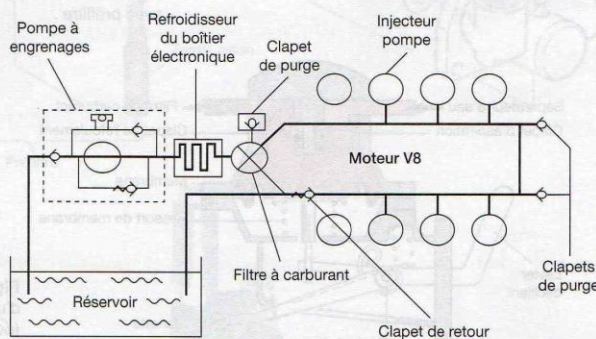 Pompe à
engrenages
Refroidisseur
du boîtier
électronique
Clapet
de purge
Injecteur
pompe
Moteur V8
Réservoir
Filtre à carburant
Clapet de retour
Clapets
de purge